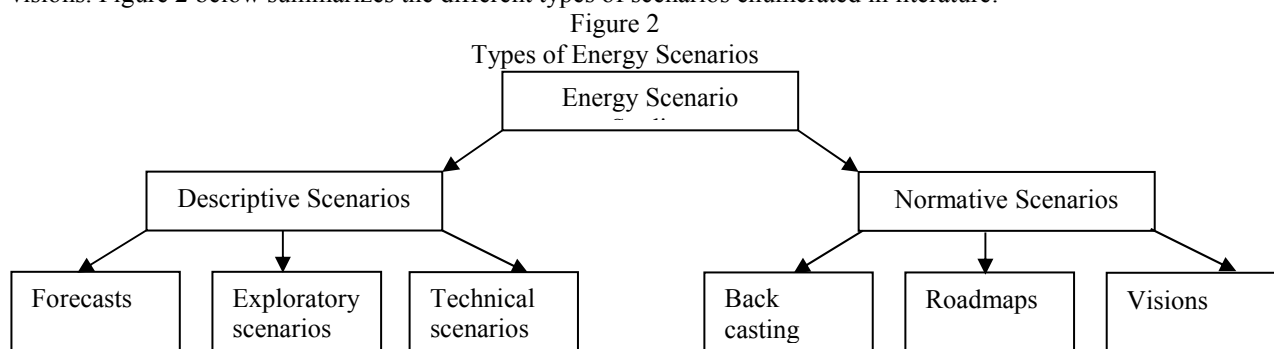 visions. Figure 2 below summarizes the different types of scenarios enumerated in literature.
Figure 2
Types of Energy Scenarios
Energy Scenario
Descriptive Scenarios
Normative Scenarios
Forecasts
Exploratory
scenarios
Technical
scenarios
Back
casting
Roadmaps
Visions